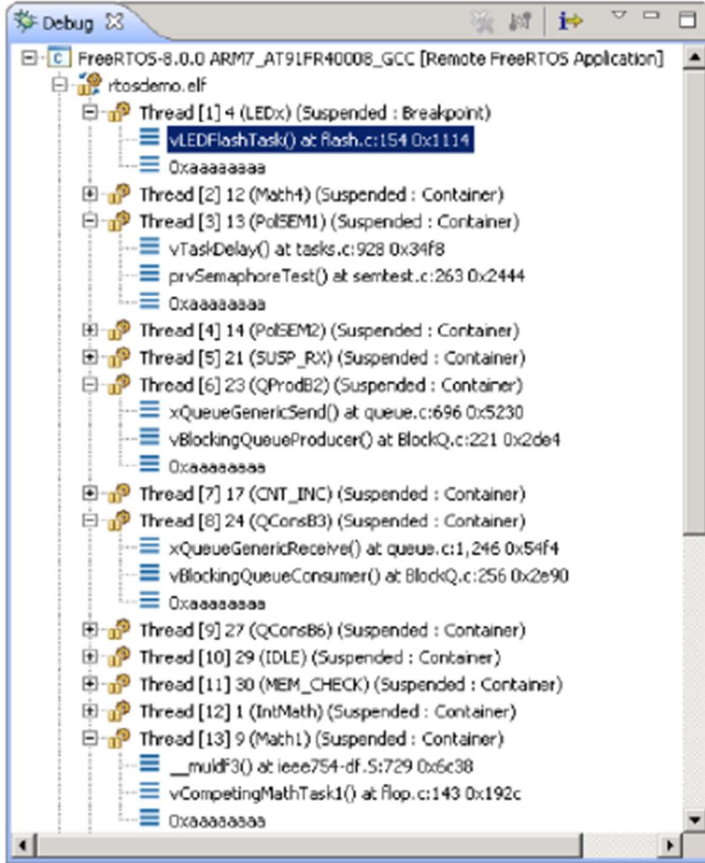 Debug
FreeRTOS-8.0.0 ARM7_AT91FR40008_GCC [Remote FreeRTOS Application]
rtosdemo.elf
Thread [1] 4 (LEDx) (Suspended : Breakpoint)
vLEDFlashTask() at flash.c:154 0x1114
0xaaaaaaaa
Thread [2] 12 (Math4) (Suspended : Container)
Thread [3] 13 (PolSEM1) (Suspended : Container)
vTaskDelay() at tasks.c:928 0x34f8
prvSemaphoreTest() at semtest.c:263 0x2444
0xaaaaaaaa
Thread [4] 14 (PolSEM2) (Suspended : Container)
Thread [5] 21 (SUSP_RX) (Suspended : Container)
Thread [6] 23 (QProdB2) (Suspended : Container)
xQueueGenericSend() at queue.c:696 0x5230
vBlockingQueueProducer() at BlockQ.c:221 0x2de4
0xaaaaaaaa
Thread [7] 17 (CNT_INC) (Suspended : Container)
Thread [8] 24 (QConsB3) (Suspended : Container)
xQueueGenericReceive() at queue.c:1,246 0x54f4
vBlockingQueueConsumer() at BlockQ.c:256 0x2e90
0xaaaaaaaa
Thread [9] 27 (QConsB6) (Suspended : Container)
Thread [10] 29 (IDLE) (Suspended : Container)
Thread [11] 30 (MEM_CHECK) (Suspended : Container)
Thread [12] 1 (IntMath) (Suspended : Container)
Thread [13] 9 (Math1) (Suspended : Container)
__muldf3() at ieee754-df.S:729 0x6c38
vCompetingMathTask1() at flop.c:143 0x192c
0xaaaaaaaa